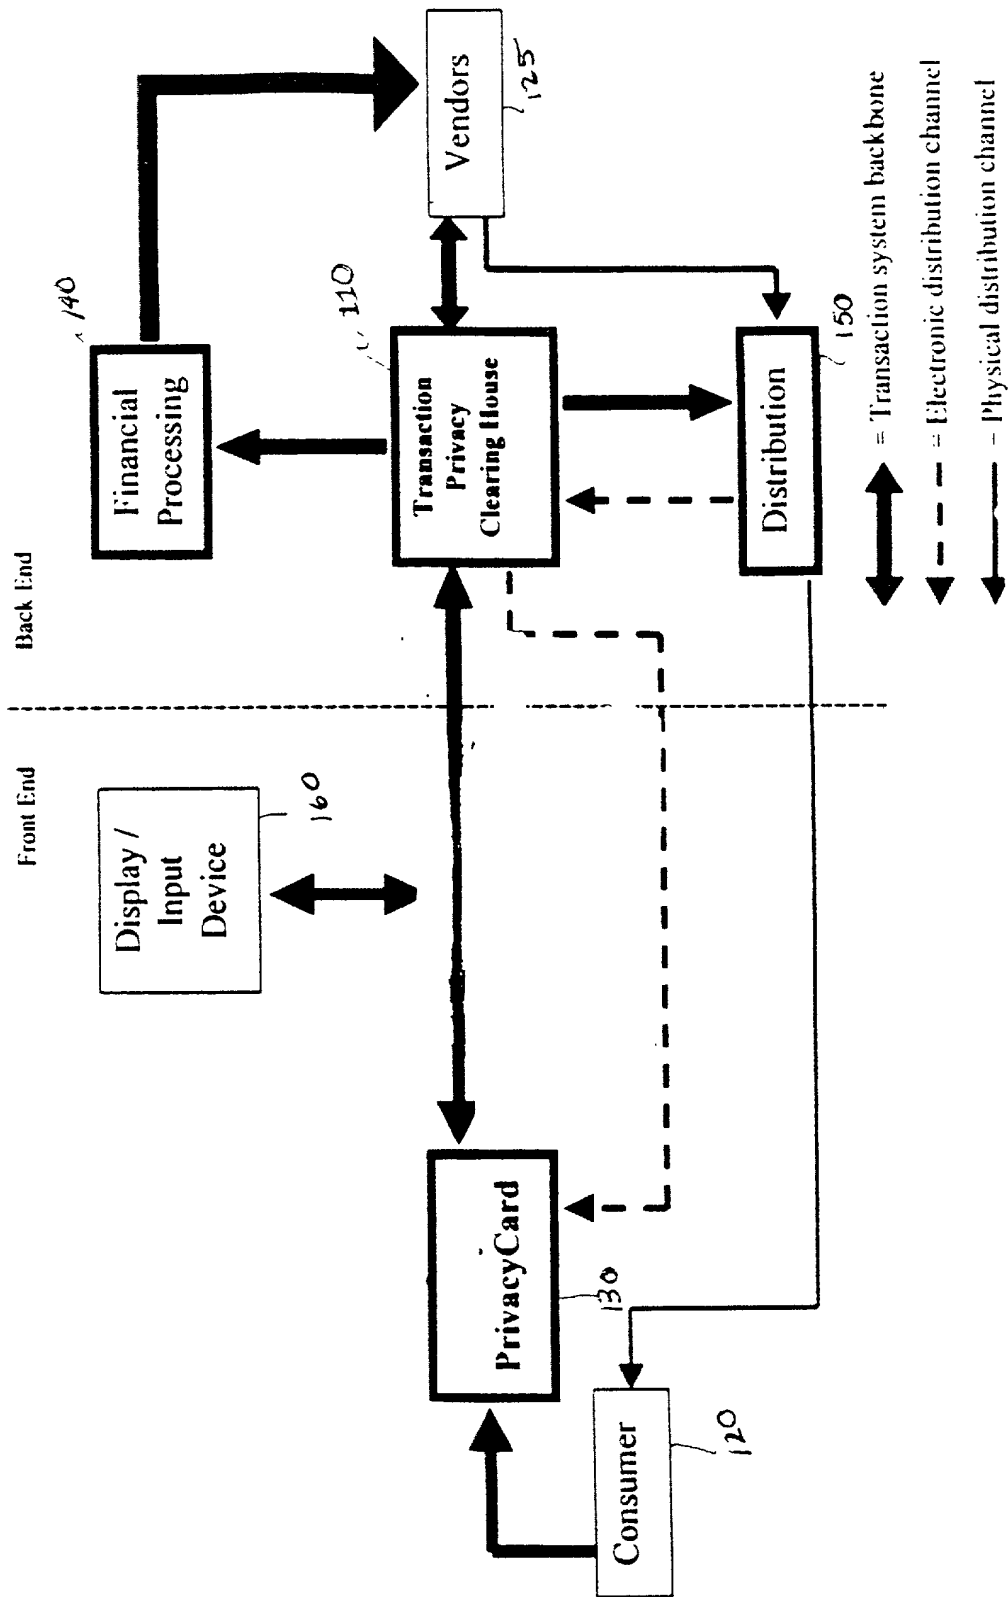 Front End
Back End
Display /
Input
Device
160
Financial
Processing
140
PrivacyCard
130
Transaction
Privacy
Clearing House
110
Vendors
125
Consumer
120
Distribution
150
= Transaction system backbone
= Electronic distribution channel
= Physical distribution channel